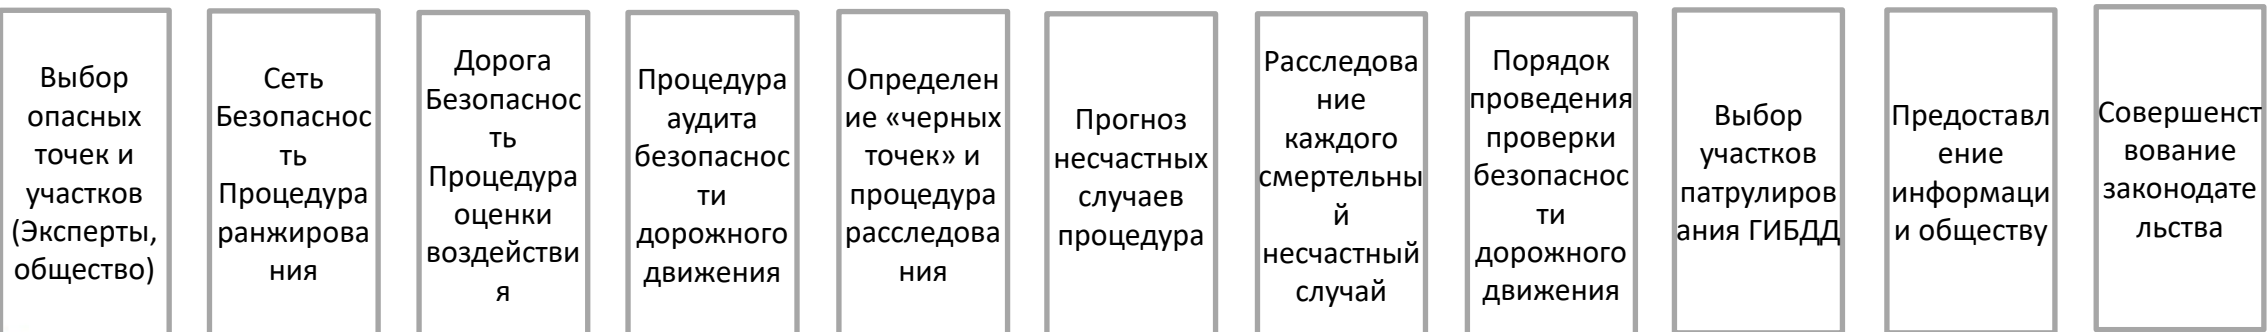 Выбор
опасных
точек и
участков
(Эксперты,
общество)
Сеть
Безопаснос
ть
Процедура
ранжирова
ния
Дорога
Безопаснос
ть
Процедура
оценки
воздействи
я
Процедура
аудита
безопаснос
ти
дорожного
движения
Определен
ие «черных
точек» и
процедура
расследова
ния
Прогноз
несчастных
случаев
процедура
Расследова
ние
каждого
смертельны
й
несчастный
случай
Порядок
проведения
проверки
безопаснос
ти
дорожного
движения
Выбор
участков
патрулиров
ания ГИБДД
Предоставл
ение
информаци
и обществу
Совершенст
вование
законодате
льства